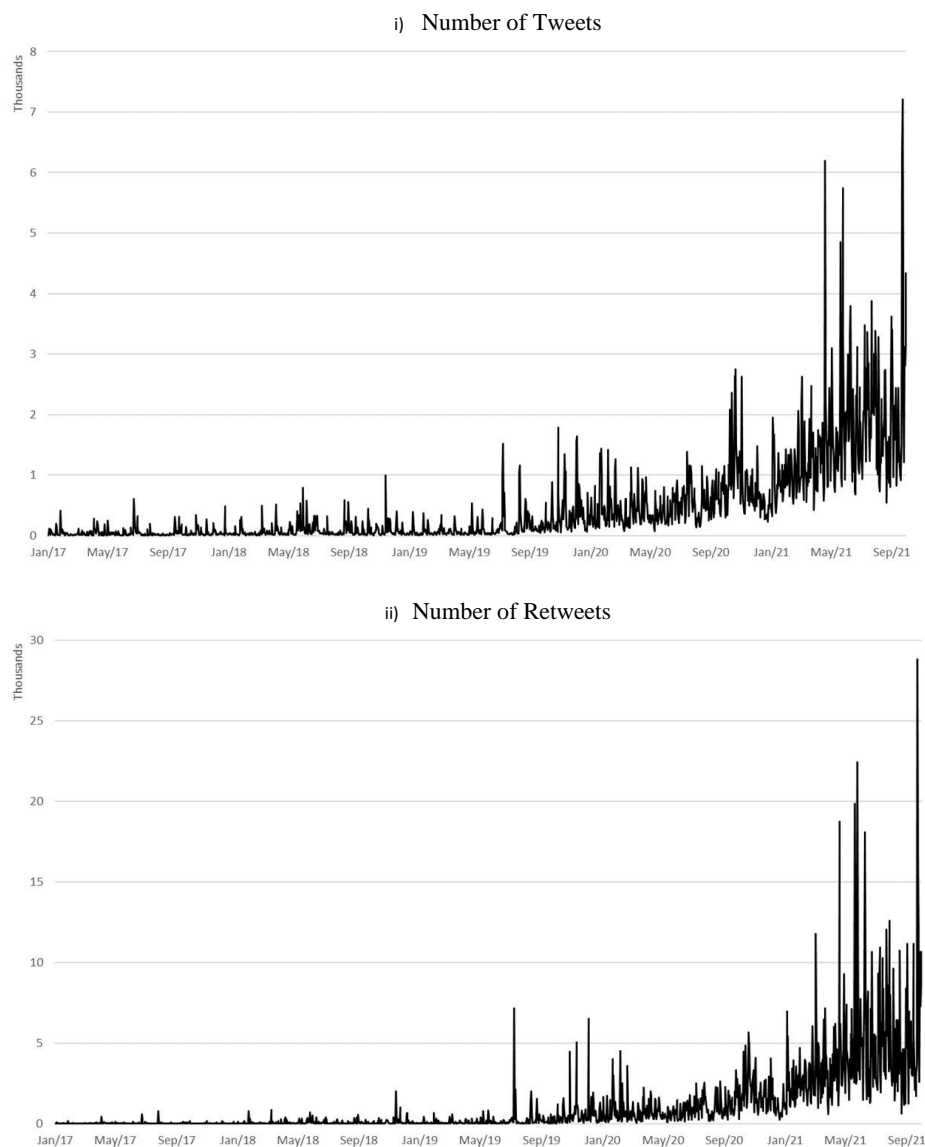 i) Number of Tweets
Thousands
8
7
6
5
4
3
2
1
0
Jan/17 May/17 Sep/17 Jan/18 May/18 Sep/18 Jan/19 May/19 Sep/19 Jan/20 May/20 Sep/20 Jan/21 May/21 Sep/21
ii) Number of Retweets
Thousands
30
25
20
15
10
5
0
Jan/17 May/17 Sep/17 Jan/18 May/18 Sep/18 Jan/19 May/19 Sep/19 Jan/20 May/20 Sep/20 Jan/21 May/21 Sep/21